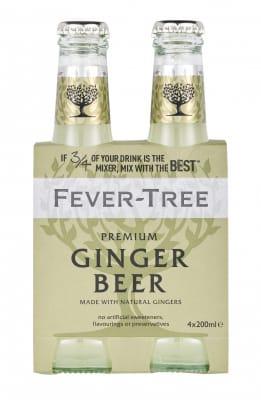 IF 3/4 OF YOUR DRINK IS THE
MIXER, MIX WITH THE BEST
FEVER-TREE
PREMIUM
GINGER
BEER
MADE WITH NATURAL GINGERS
no artificial sweeteners,
flavourings or preservatives
4x200ml e